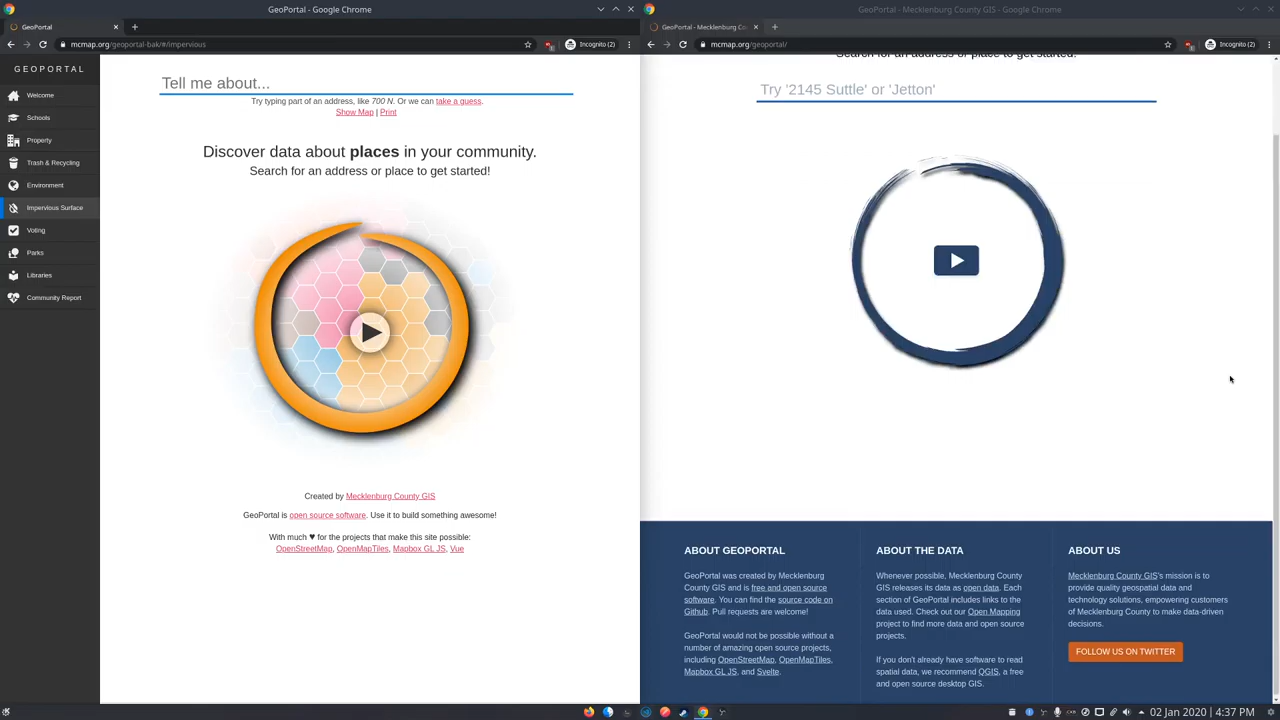 GeoPortal - Google Chrome
GeoPortal
mcmap.org/geoportal-bak/#/impervious
Incognito (2)
GEOPORTAL
Welcome
Schools
Property
Trash & Recycling
Environment
Impervious Surface
Voting
Parks
Libraries
Community Report
Tell me about...
Try typing part of an address, like 700 N. Or we can take a guess.
Show Map | Print
Discover data about places in your community.
Search for an address or place to get started!
Created by Mecklenburg County GIS
GeoPortal is open source software. Use it to build something awesome!
With much ♥ for the projects that make this site possible:
OpenStreetMap, OpenMapTiles, Mapbox GL JS, Vue
GeoPortal - Mecklenburg County GIS - Google Chrome
GeoPortal - Mecklenburg Cou
mcmap.org/geoportal/
Incognito (2)
Search for an address or place to get started!
Try '2145 Suttle' or 'Jetton'
ABOUT GEOPORTAL
GeoPortal was created by Mecklenburg
County GIS and is free and open source
software. You can find the source code on
Github. Pull requests are welcome!
GeoPortal would not be possible without a
number of amazing open source projects,
including OpenStreetMap, OpenMapTiles,
Mapbox GL JS, and Svelte.
ABOUT THE DATA
Whenever possible, Mecklenburg County
GIS releases its data as open data. Each
section of GeoPortal includes links to the
data used. Check out our Open Mapping
project to find more data and open source
projects.
If you don't already have software to read
spatial data, we recommend QGIS, a free
and open source desktop GIS.
ABOUT US
Mecklenburg County GIS's mission is to
provide quality geospatial data and
technology solutions, empowering customers
of Mecklenburg County to make data-driven
decisions.
FOLLOW US ON TWITTER
02 Jan 2020 | 4:37 PM